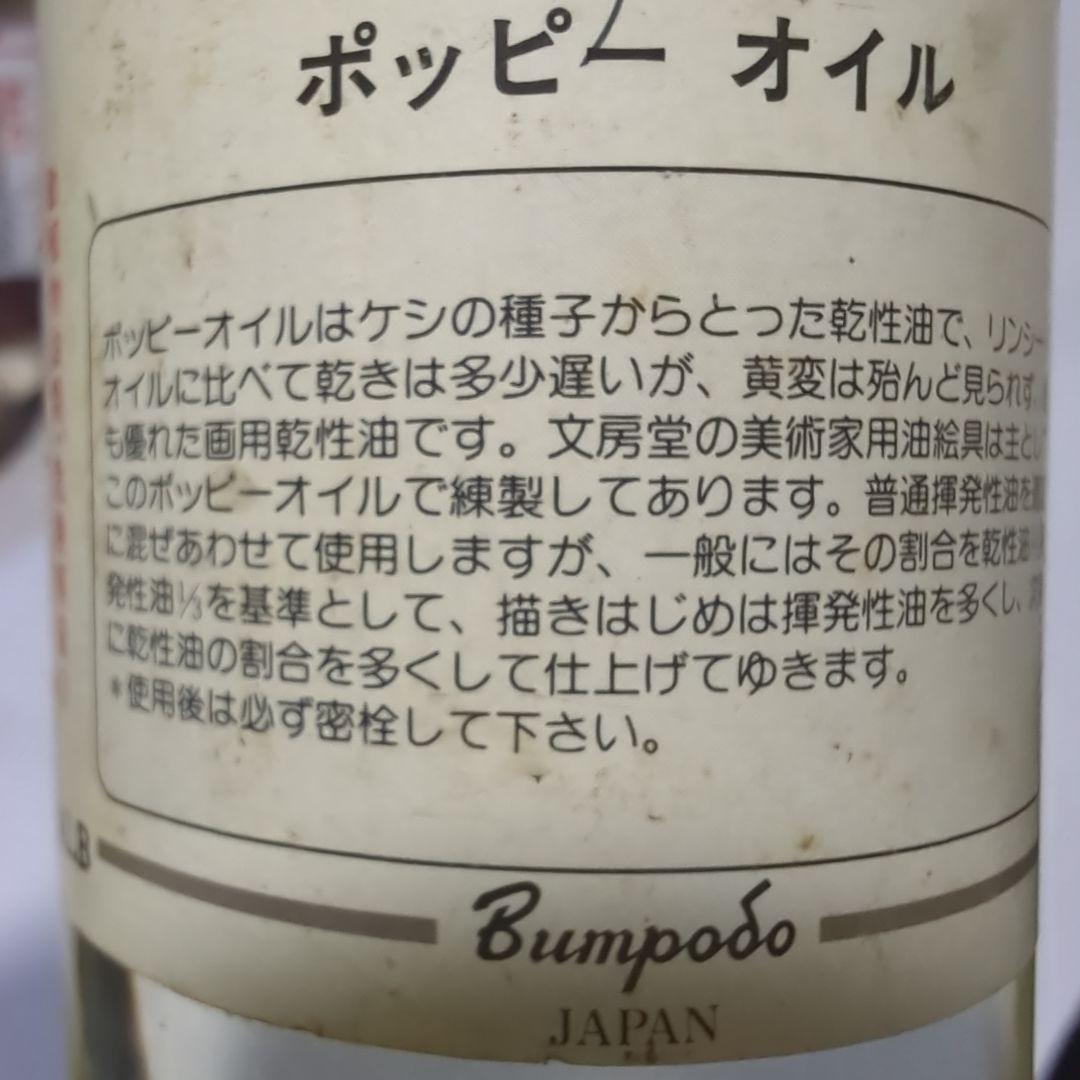 ポッピー オイル
ポッピーオイルはケシの種子からとった乾性油で、リンシー
オイルに比べて乾きは多少遅いが、黄変は殆んど見られず、
も優れた画用乾性油です。文房堂の美術家用油絵具は主とし
このポッピーオイルで練製してあります。普通揮発性油を
に混ぜあわせて使用しますが、一般にはその割合を乾性油
発性油⅓を基準として、描きはじめは揮発性油を多くし、
に乾性油の割合を多くして仕上げてゆきます。
*使用後は必ず密栓して下さい。
B
Bumpodo
JAPAN